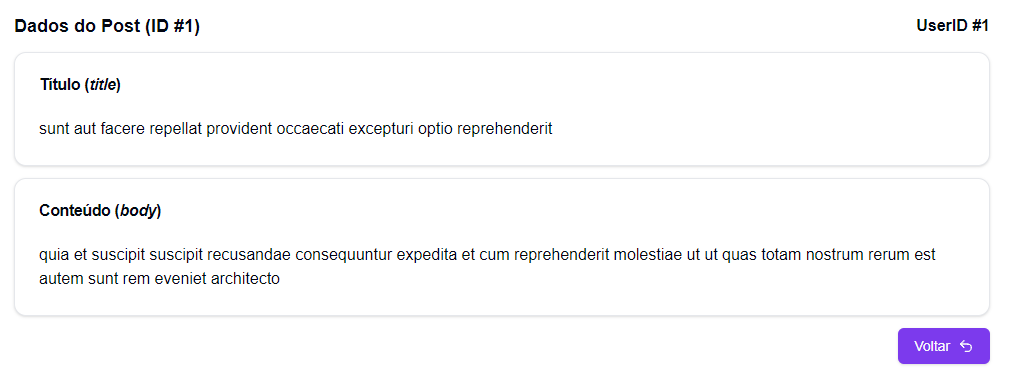 Dados do Post (ID #1)
UserID #1
Título (title)
sunt aut facere repellat provident occaecati excepturi optio reprehenderit
Conteúdo (body)
quia et suscipit suscipit recusandae consequuntur expedita et cum reprehenderit molestiae ut ut quas totam nostrum rerum est
autem sunt rem eveniet architecto
Voltar